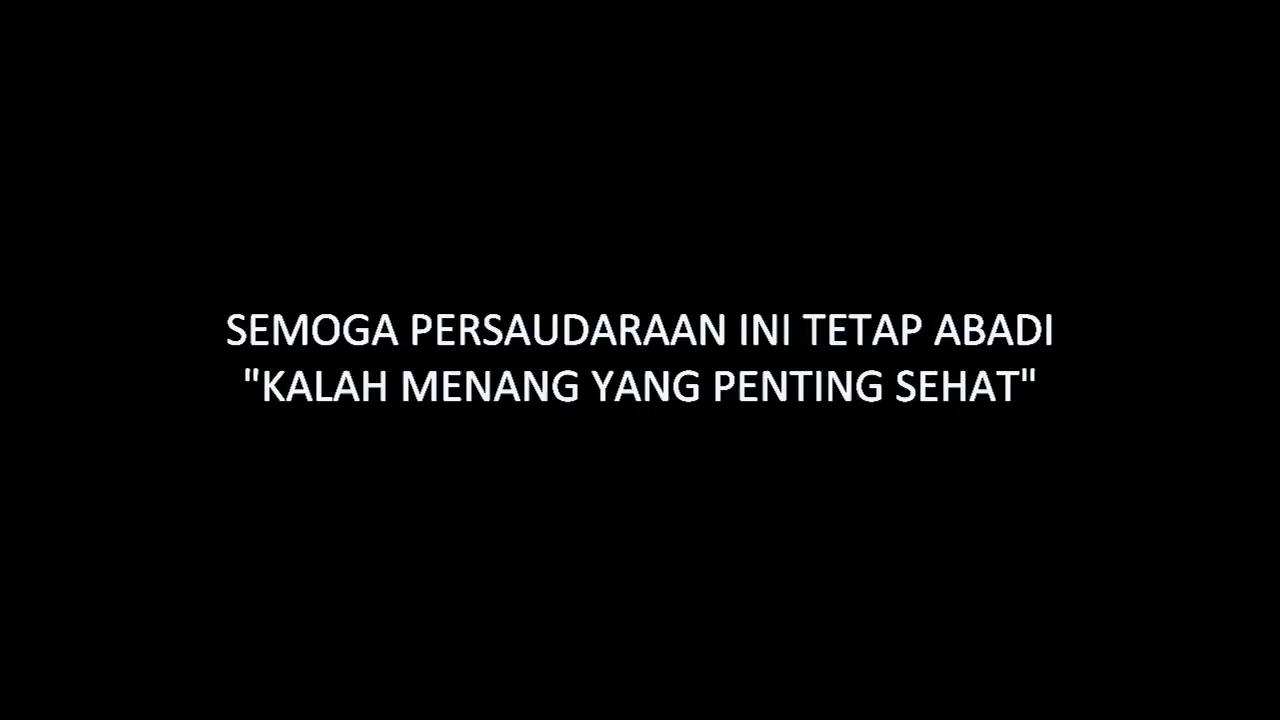 SEMOGA PERSAUDARAAN INI TETAP ABADI
"KALAH MENANG YANG PENTING SEHAT"